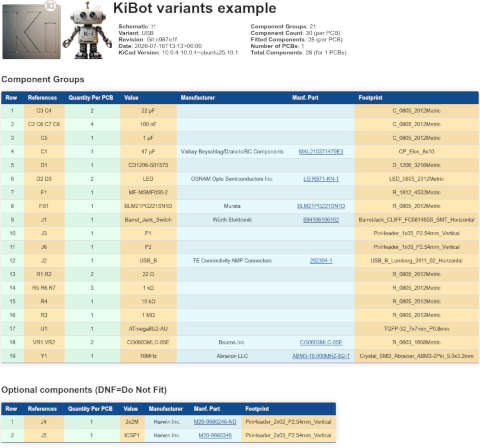 KiBot variants example
Schematic: t1
Variant: USB
Date: 2026-07-16T13:13+00:00
KiCad Version: 10.0.4-10.0.4~ubuntu25.10.1
Component Groups: 21
Component Count: 30 (per PCB)
Fitted Components: 28 (per PCB)
Number of PCBs: 1
Total Components: 28 (for 1 PCBs)
Component Groups
Row References Quantity Per PCB Value Manufacturer Manf. Part Footprint
1 C3 C4 2 22 pF C_0805_2012Metric
2 C2 C6 C7 C8 4 100 nF C_0805_2012Metric
3 C5 1 1 µF C_0805_2012Metric
4 C1 1 47 pF Vishay Beyschlag/Draloric/BC Components MAL215371479E3 CP_Elec_8x10
5 D1 1 CD1206-S01575 D_1206_3216Metric
6 D2 D3 2 LED OSRAM Opto Semiconductors Inc. LG R971-KN-1 LED_0805_2012Metric
7 F1 1 MF-MSMF050-2 R_1812_4532Metric
8 FB1 1 BLM21PG221SN1D Murata BLM21PG221SN1D R_0805_2012Metric
9 J1 1 Barrel_Jack_Switch Würth Elektronik 694106106102 BarrelJack_CLIFF_FC681465S_SMT_Horizontal
10 J3 1 P1 PinHeader_1x05_P2.54mm_Vertical
11 J6 1 P2 PinHeader_1x06_P2.54mm_Vertical
12 J2 1 USB_B TE Connectivity AMP Connectors 292304-1 USB_B_Lumberg_2411_02_Horizontal
13 R1 R2 2 22 Ω R_0805_2012Metric
14 R5 R6 R7 3 1 kΩ R_0805_2012Metric
15 R4 1 10 kΩ R_0805_2012Metric
16 R3 1 1 MΩ R_0805_2012Metric
17 U1 1 ATmega8U2-AU TQFP-32_7x7mm_P0.8mm
18 VR1 VR2 2 CG0603MLC-05E Bourns Inc. CG0603MLC-05E R_0603_1608Metric
19 Y1 1 16MHz Abracon LLC ABM3-16.000MHZ-B2-T Crystal_SMD_Abracon_ABM3-2Pin_5.0x3.2mm
Optional components (DNF=Do Not Fit)
Row References Quantity Per PCB Value Manufacturer Manf. Part Footprint
1 J4 1 2x2M Harwin Inc. M20-9980246-ND PinHeader_2x02_P2.54mm_Vertical
2 J5 1 ICSP1 Harwin Inc. M20-9980346 PinHeader_2x03_P2.54mm_Vertical